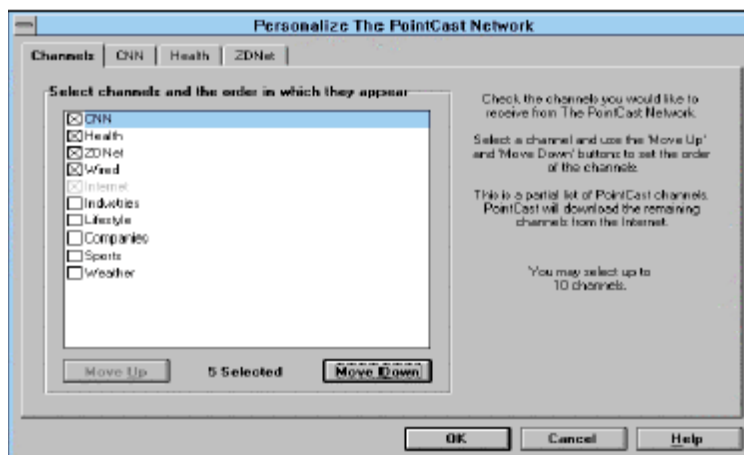 Personalize The PointCast Network
Channels CNN Health ZDNet
Select channels and the order in which they appear
CNN
Health
ZDNet
Wired
Internet
Industries
Lifestyle
Companies
Sports
Weather
Move Up 5 Selected Move Down
Check the channels you would like to
receive from The PointCast Network.
Select a channel and use the 'Move Up'
and 'Move Down' buttons to set the order
of the channels.
This is a partial list of PointCast channels.
PointCast will download the remaining
channels from the Internet.
You may select up to
10 channels.
OK Cancel Help